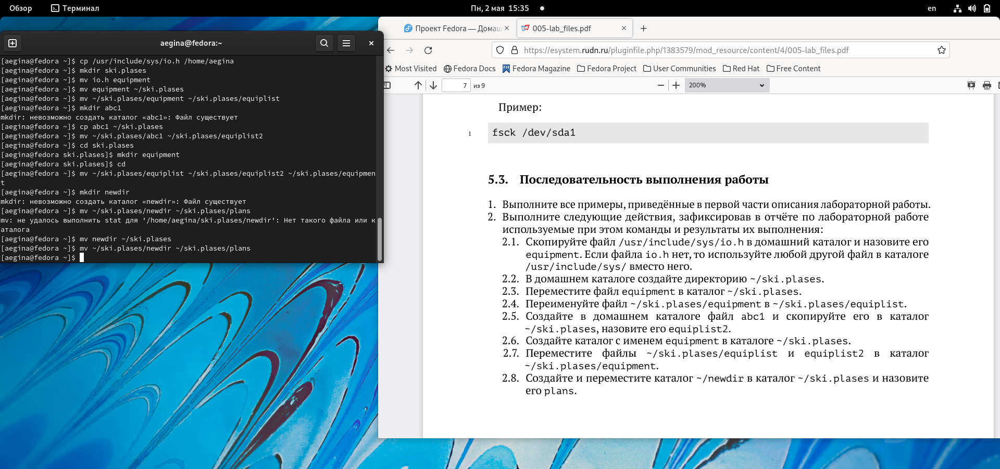 Обзор
Терминал
Пн, 2 мая 15:35
en
aegina@fedora:~
[aegina@fedora ~]$ cp /usr/include/sys/io.h /home/aegina
[aegina@fedora ~]$ mkdir ski.plases
[aegina@fedora ~]$ mv io.h equipment
[aegina@fedora ~]$ mv equipment ~/ski.plases
[aegina@fedora ~]$ mv ~/ski.plases/equipment ~/ski.plases/equiplist
[aegina@fedora ~]$ mkdir abc1
mkdir: невозможно создать каталог «abc1»: Файл существует
[aegina@fedora ~]$ cp abc1 ~/ski.plases
[aegina@fedora ~]$ mv ~/ski.plases/abc1 ~/ski.plases/equiplist2
[aegina@fedora ~]$ cd ski.plases
[aegina@fedora ski.plases]$ mkdir equipment
[aegina@fedora ski.plases]$ cd
[aegina@fedora ~]$ mv ~/ski.plases/equiplist ~/ski.plases/equiplist2 ~/ski.plases/equipmen
t
[aegina@fedora ~]$ mkdir newdir
mkdir: невозможно создать каталог «newdir»: Файл существует
[aegina@fedora ~]$ mv ~/ski.plases/newdir ~/ski.plases/plans
mv: не удалось выполнить stat для '/home/aegina/ski.plases/newdir': Нет такого файла или к
аталога
[aegina@fedora ~]$ mv newdir ~/ski.plases
[aegina@fedora ~]$ mv ~/ski.plases/newdir ~/ski.plases/plans
[aegina@fedora ~]$
Проект Fedora — Домаш
005-lab_files.pdf
https://esystem.rudn.ru/pluginfile.php/1383579/mod_resource/content/4/005-lab_files.pdf
Most Visited
Fedora Docs
Fedora Magazine
Fedora Project
User Communities
Red Hat
Free Content
7 из 9
200%
Пример:
1 fsck /dev/sda1
5.3. Последовательность выполнения работы
1. Выполните все примеры, приведённые в первой части описания лабораторной работы.
2. Выполните следующие действия, зафиксировав в отчёте по лабораторной работе
используемые при этом команды и результаты их выполнения:
2.1. Скопируйте файл /usr/include/sys/io.h в домашний каталог и назовите его
equipment. Если файла io.h нет, то используйте любой другой файл в каталоге
/usr/include/sys/ вместо него.
2.2. В домашнем каталоге создайте директорию ~/ski.plases.
2.3. Переместите файл equipment в каталог ~/ski.plases.
2.4. Переименуйте файл ~/ski.plases/equipment в ~/ski.plases/equiplist.
2.5. Создайте в домашнем каталоге файл abc1 и скопируйте его в каталог
~/ski.plases, назовите его equiplist2.
2.6. Создайте каталог с именем equipment в каталоге ~/ski.plases.
2.7. Переместите файлы ~/ski.plases/equiplist и equiplist2 в каталог
~/ski.plases/equipment.
2.8. Создайте и переместите каталог ~/newdir в каталог ~/ski.plases и назовите
его plans.